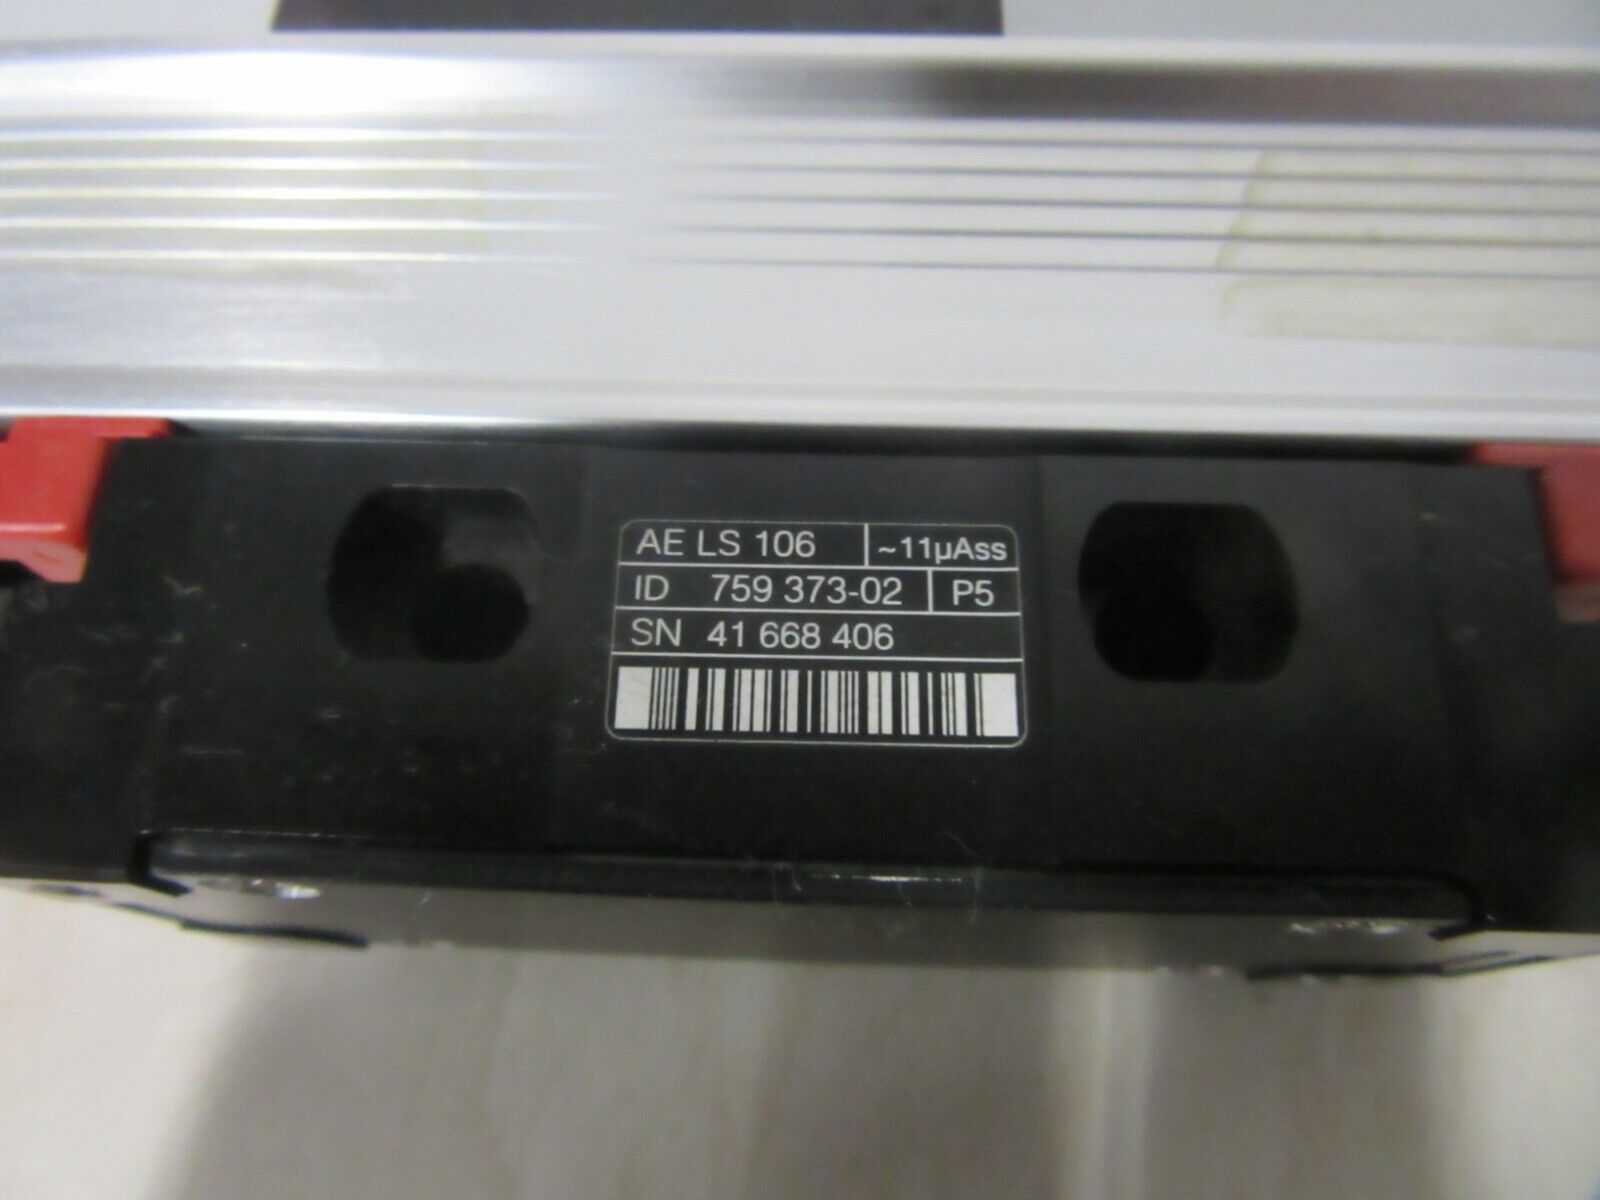 AE LS 106 ~11µAss
ID 759 373-02 P5
SN 41 668 406